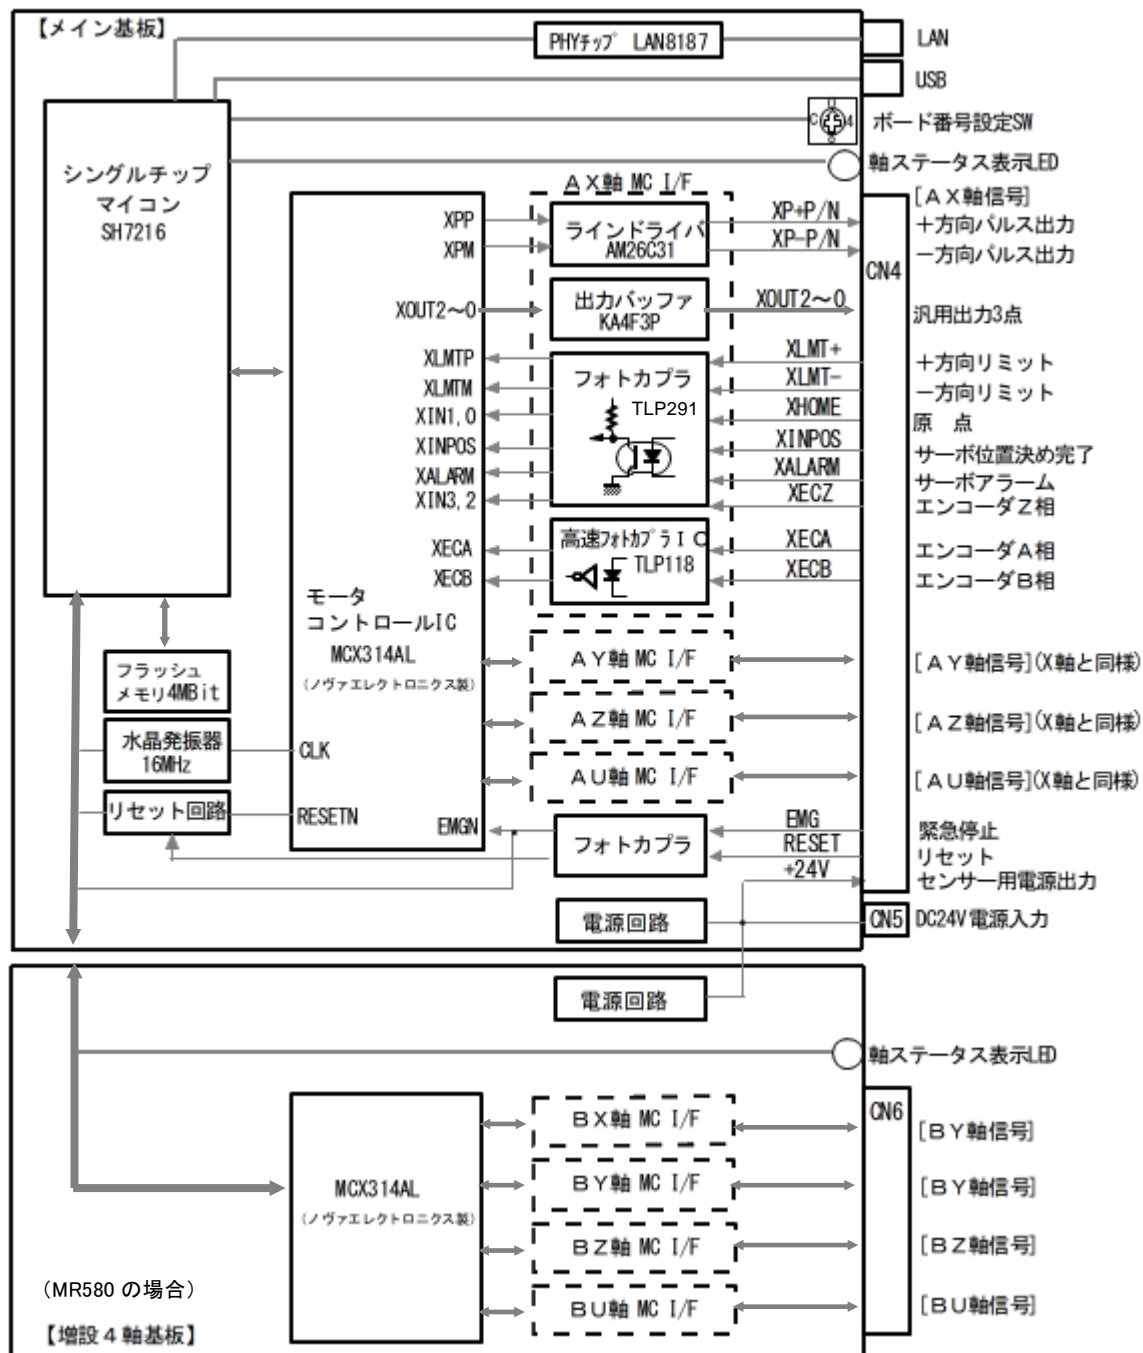 【メイン基板】
PHYチップ LAN8187
LAN
USB
C
0
4
8
ボード番号設定SW
軸ステータス表示LED
シングルチップ
マイコン
SH7216
AX軸 MC I/F
[AX軸信号]
XPP
XPM
ラインドライバ
AM26C31
XP+P/N
XP-P/N
+方向パルス出力
-方向パルス出力
CN4
XOUT2~0
出力バッファ
KA4F3P
XOUT2~0
汎用出力3点
XLMTP
XLMTM
XIN1,0
XINPOS
XALARM
XIN3,2
フォトカプラ
TLP291
XLMT+
XLMT-
XHOME
XINPOS
XALARM
XECZ
+方向リミット
-方向リミット
原 点
サーボ位置決め完了
サーボアラーム
エンコーダZ相
XECA
XECB
高速フォトカプラIC
TLP118
XECA
XECB
エンコーダA相
エンコーダB相
モータ
コントロールIC
MCX314AL
(ノヴァエレクトロニクス製)
フラッシュ
メモリ4MBit
水晶発振器
16MHz
CLK
リセット回路
RESETN
EMGN
AY軸 MC I/F
[AY軸信号](X軸と同様)
AZ軸 MC I/F
[AZ軸信号](X軸と同様)
AU軸 MC I/F
[AU軸信号](X軸と同様)
フォトカプラ
EMG
RESET
+24V
緊急停止
リセット
センサー用電源出力
電源回路
CN5
DC24V電源入力
電源回路
軸ステータス表示LED
MCX314AL
(ノヴァエレクトロニクス製)
BX軸 MC I/F
CN6
[BY軸信号]
BY軸 MC I/F
[BY軸信号]
BZ軸 MC I/F
[BZ軸信号]
BU軸 MC I/F
[BU軸信号]
(MR580 の場合)
【増設4軸基板】